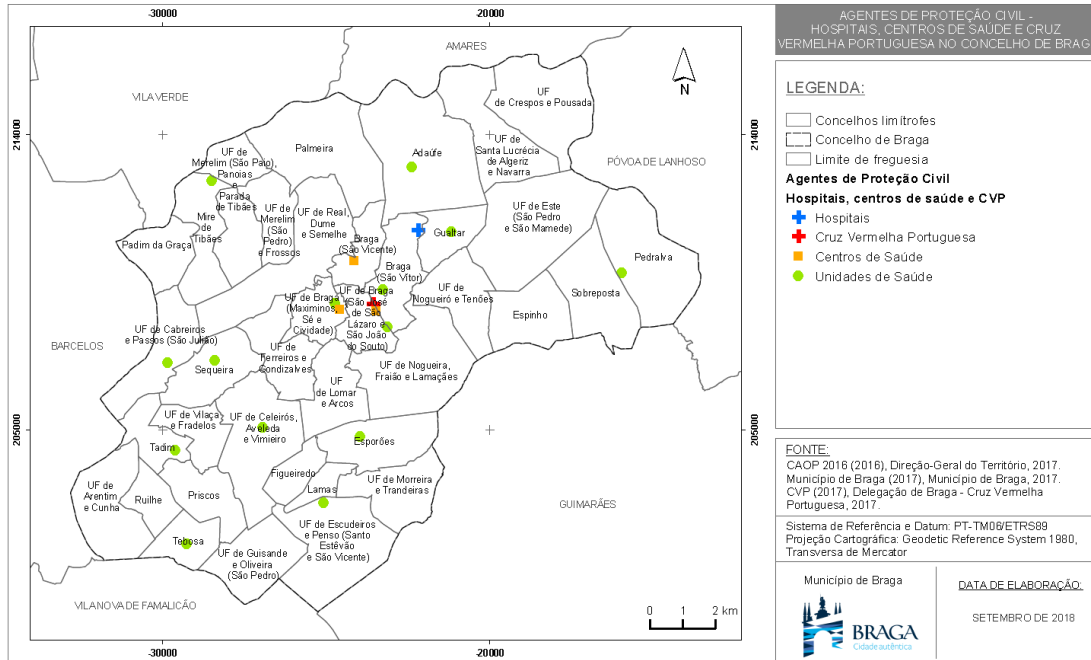 -30000
-20000
AMARES
VILA VERDE
N
214000
214000
UF
de Crespos e Pousada
Palmeira
UF de
Merelim (São Paio),
Panoias
e
Parada
de Tibães
Adaúfe
UF de
Santa Lucrécia
de Algeriz
e Navarra
PÓVOA DE LANHOSO
Mire
de
Tibães
UF de
Merelim
(São
Pedro)
e Frossos
UF de Real,
Dume
e Semelhe
UF de Este
(São Pedro
e São Mamede)
Padim da Graça
Braga
(São Vicente)
Gualtar
Pedralva
Braga
(São Vítor)
UF de
Nogueiró e Tenões
Sobreposta
UF de Braga
(Maximinos,
Sé e
Cividade)
UF de Braga
(São José
de São
Lázaro e
São João
do Souto)
Espinho
UF de Cabreiros
e Passos (São Julião)
BARCELOS
Sequeira
UF de
Ferreiros e
Gondizalves
UF de Nogueira,
Fraião e Lamaçães
UF
de Lomar
e Arcos
UF de Vilaça
e Fradelos
UF de Celeirós,
Aveleda
e Vimieiro
205000
205000
Tadim
Esporões
Figueiredo
UF de Morreira
e Trandeiras
UF de
Arentim
e Cunha
Ruilhe
Priscos
Lamas
GUIMARÃES
UF de Escudeiros
e Penso (Santo
Estêvão
e São Vicente)
Tebosa
UF de Guisande
e Oliveira
(São Pedro)
VILA NOVA DE FAMALICÃO
0 1 2 km
-30000
-20000
AGENTES DE PROTEÇÃO CIVIL -
HOSPITAIS, CENTROS DE SAÚDE E CRUZ
VERMELHA PORTUGUESA NO CONCELHO DE BRAG
LEGENDA:
Concelhos limítrofes
Concelho de Braga
Limite de freguesia
Agentes de Proteção Civil
Hospitais, centros de saúde e CVP
Hospitais
Cruz Vermelha Portuguesa
Centros de Saúde
Unidades de Saúde
FONTE:
CAOP 2016 (2016), Direção-Geral do Território, 2017.
Município de Braga (2017), Município de Braga, 2017.
CVP (2017), Delegação de Braga - Cruz Vermelha
Portuguesa, 2017.
Sistema de Referência e Datum: PT-TM06/ETRS89
Projeção Cartográfica: Geodetic Reference System 1980,
Transversa de Mercator
Município de Braga
BRAGA
Cidade autêntica
DATA DE ELABORAÇÃO:
SETEMBRO DE 2018